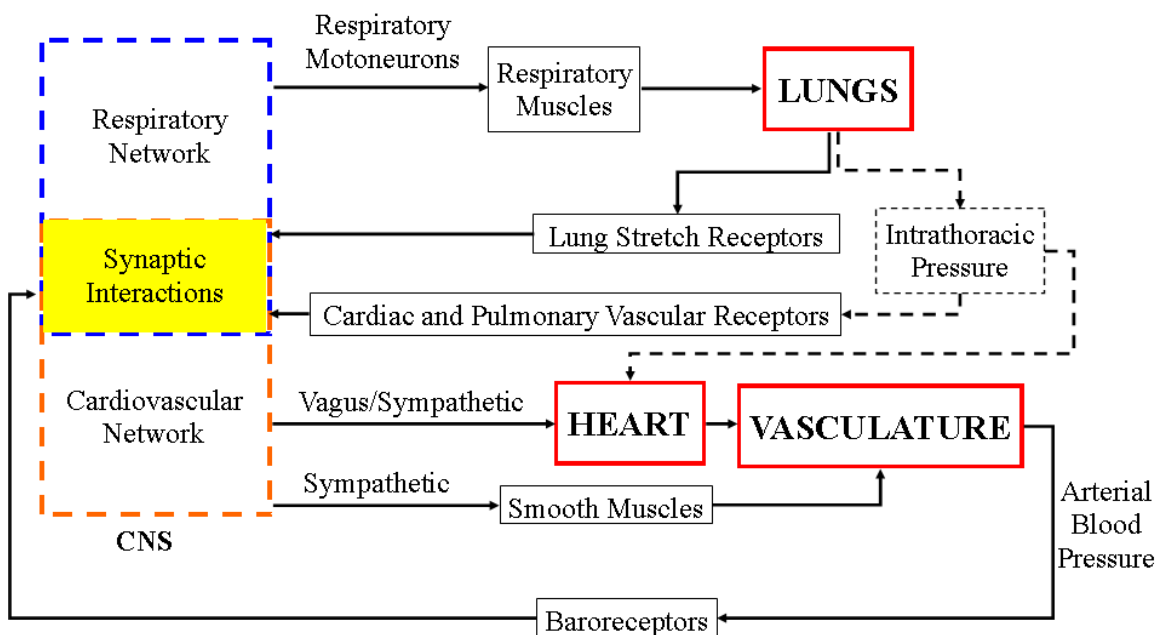 Respiratory
Motoneurons
Respiratory
Muscles
LUNGS
Respiratory
Network
Lung Stretch Receptors
Intrathoracic
Pressure
Synaptic
Interactions
Cardiac and Pulmonary Vascular Receptors
Cardiovascular
Network
Vagus/Sympathetic
HEART
VASCULATURE
Sympathetic
Smooth Muscles
Arterial
Blood
Pressure
CNS
Baroreceptors